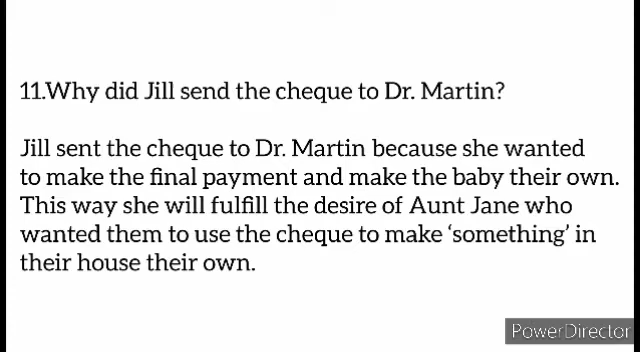 11.Why did Jill send the cheque to Dr. Martin?
Jill sent the cheque to Dr. Martin because she wanted
to make the final payment and make the baby their own.
This way she will fulfill the desire of Aunt Jane who
wanted them to use the cheque to make ‘something’ in
their house their own.
PowerDirector